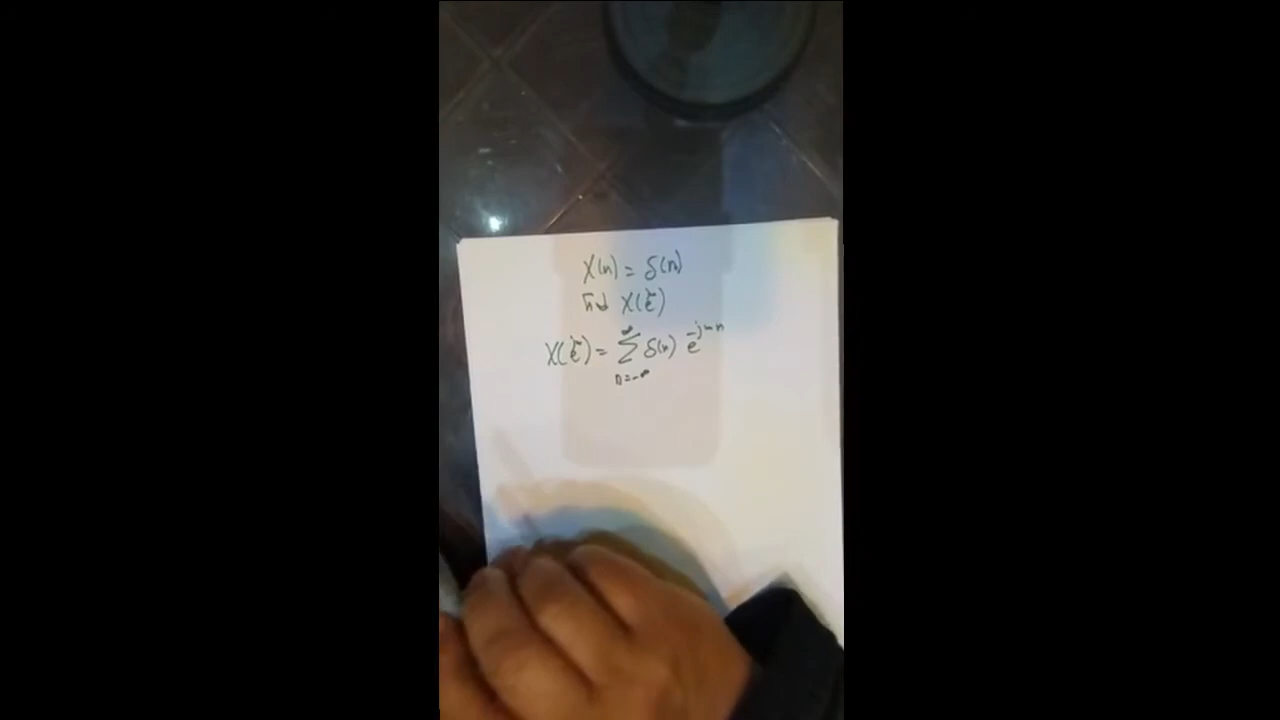 X(n) = δ(n)
find X(e^jω)
X(e^jω) = ∑_{n=-∞}^{∞} δ(n) e^{-jωn}